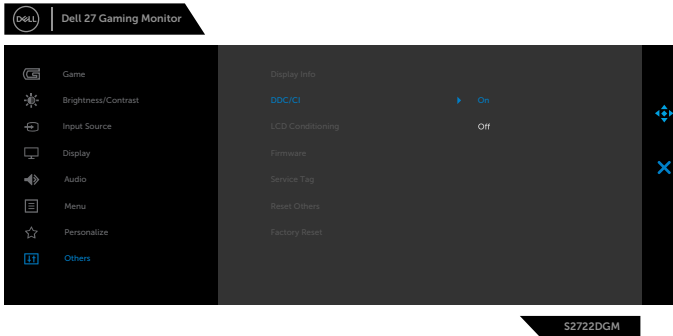 DELL
Dell 27 Gaming Monitor
Game
Brightness/Contrast
Input Source
Display
Audio
Menu
Personalize
Others
Display Info
DDC/CI
On
LCD Conditioning
Off
Firmware
Service Tag
Reset Others
Factory Reset
S2722DGM